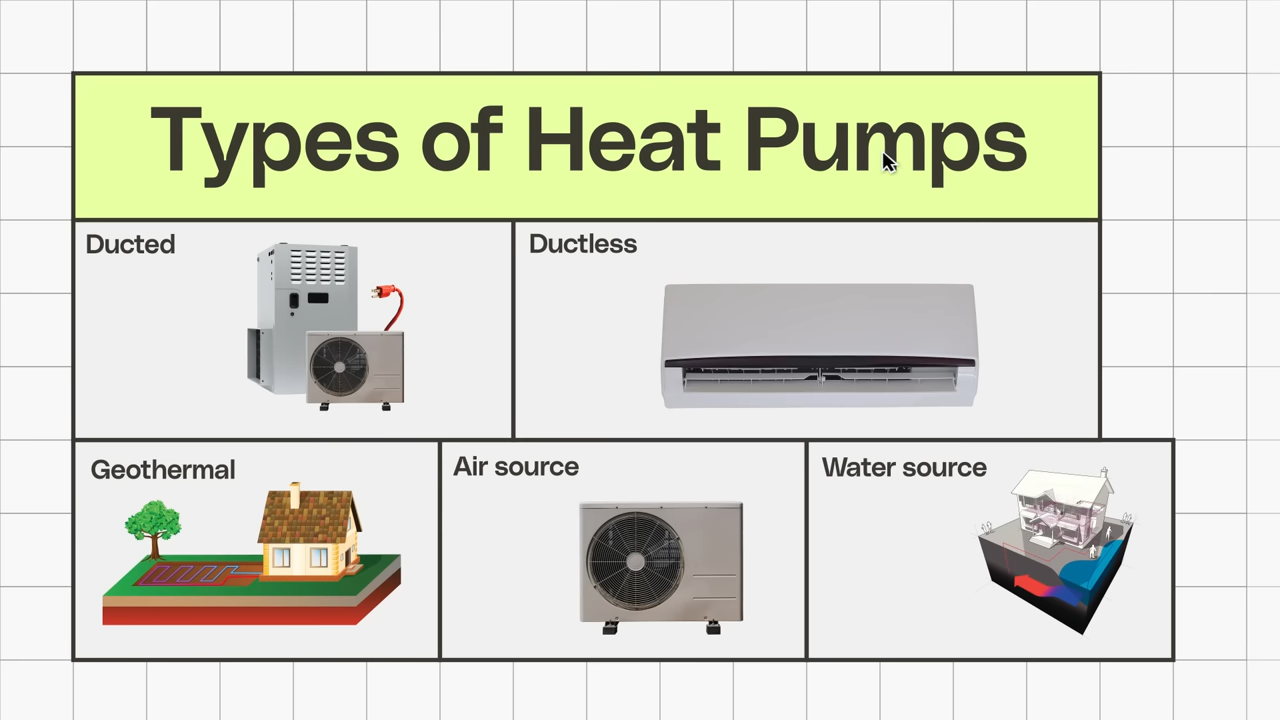 Types of Heat Pumps
Ducted
Ductless
Geothermal
Air source
Water source